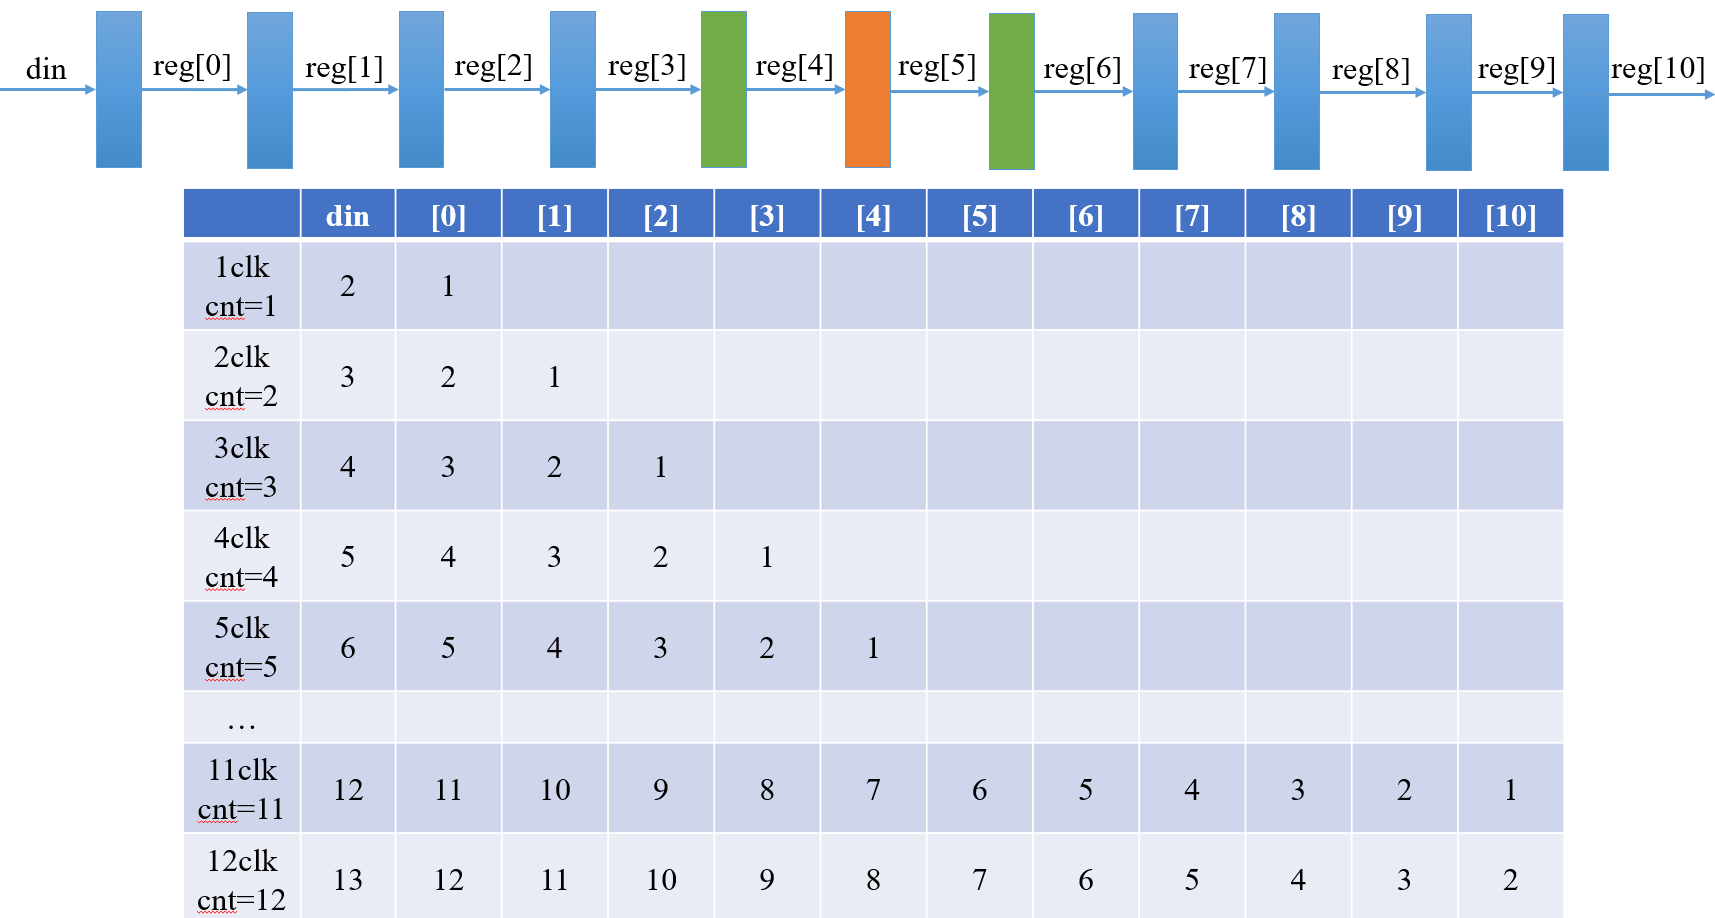 din reg[0] reg[1] reg[2] reg[3] reg[4] reg[5] reg[6] reg[7] reg[8] reg[9] reg[10]
din [0] [1] [2] [3] [4] [5] [6] [7] [8] [9] [10]
1clk
cnt=1
2 1
2clk
cnt=2
3 2 1
3clk
cnt=3
4 3 2 1
4clk
cnt=4
5 4 3 2 1
5clk
cnt=5
6 5 4 3 2 1
…
11clk
cnt=11
12 11 10 9 8 7 6 5 4 3 2 1
12clk
cnt=12
13 12 11 10 9 8 7 6 5 4 3 2